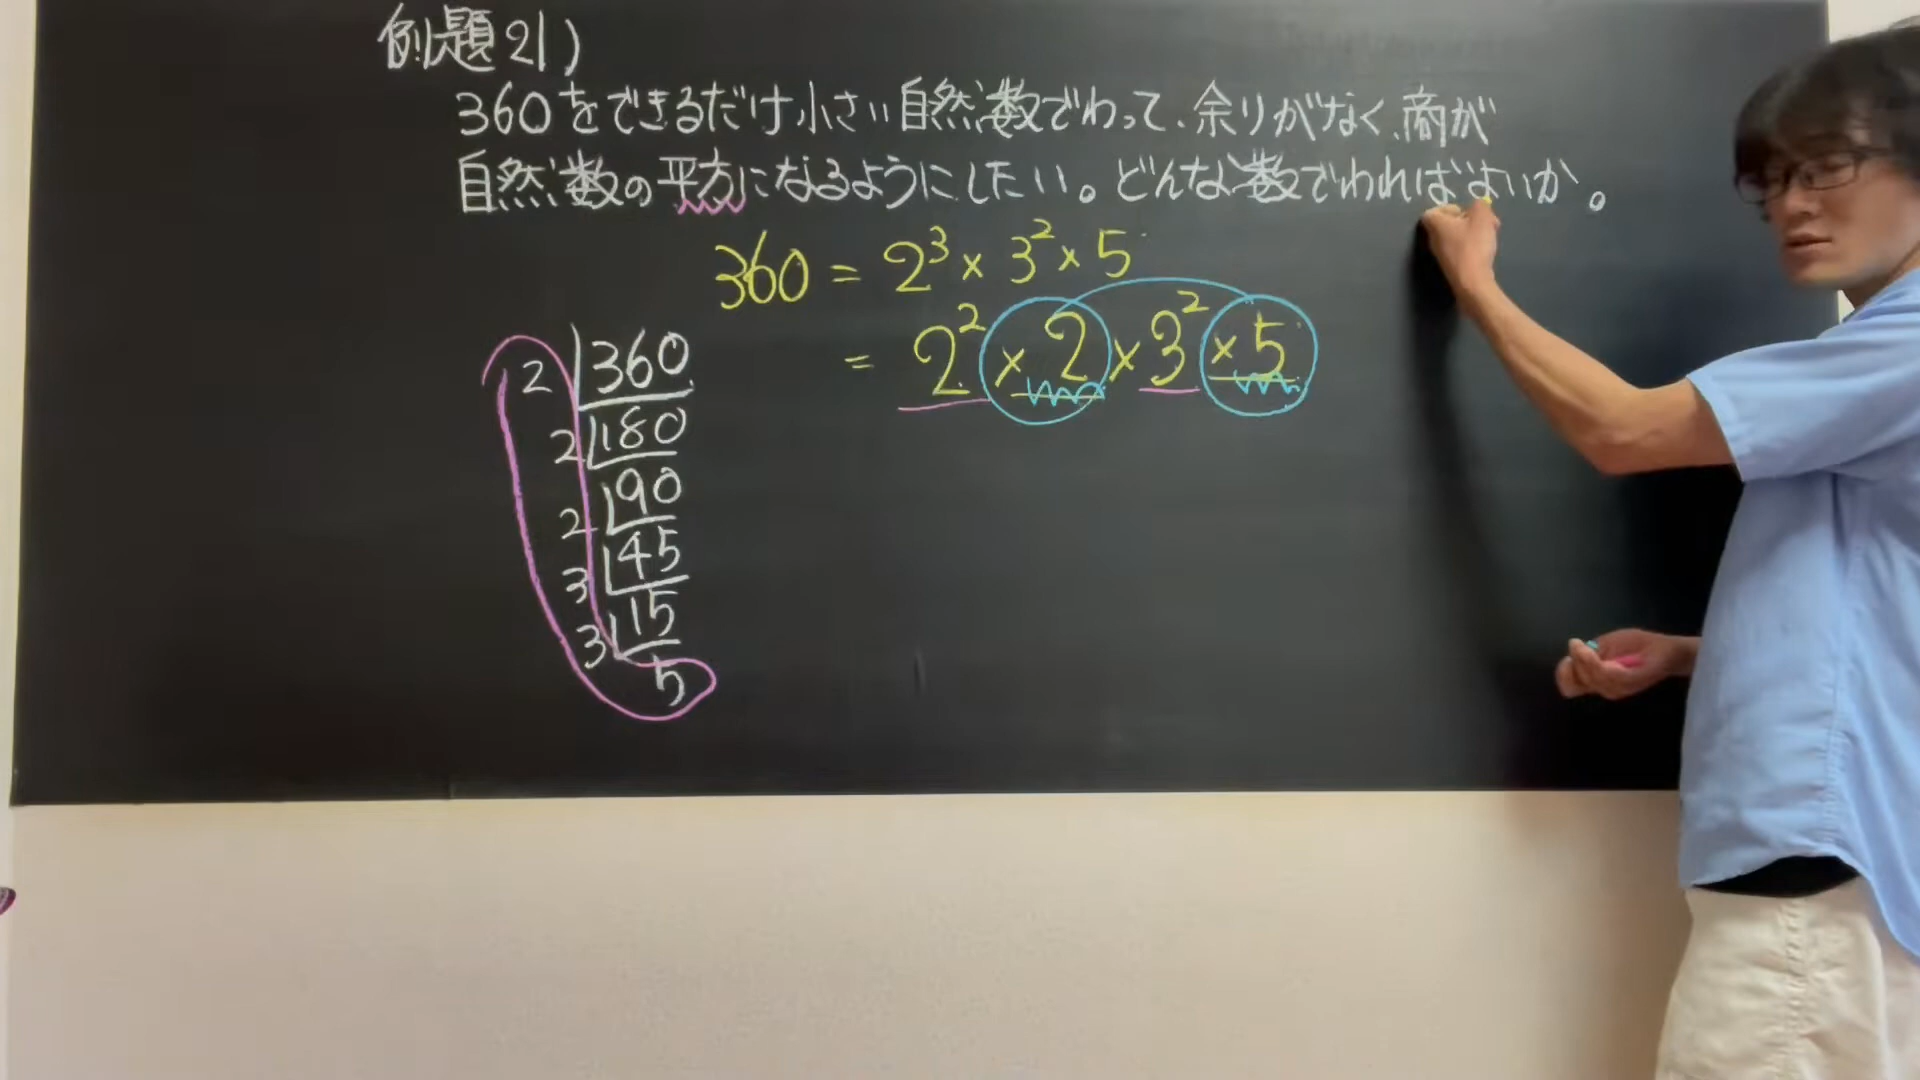 例題21)
360をできるだけ小さい自然数でわって、余りがなく、商が
自然数の平方になるようにしたい。どんな数でわればよいか。
360 = 2³ × 3² × 5
= 2² × 2 × 3² × 5
2 360
2 180
2 90
3 45
3 15
5